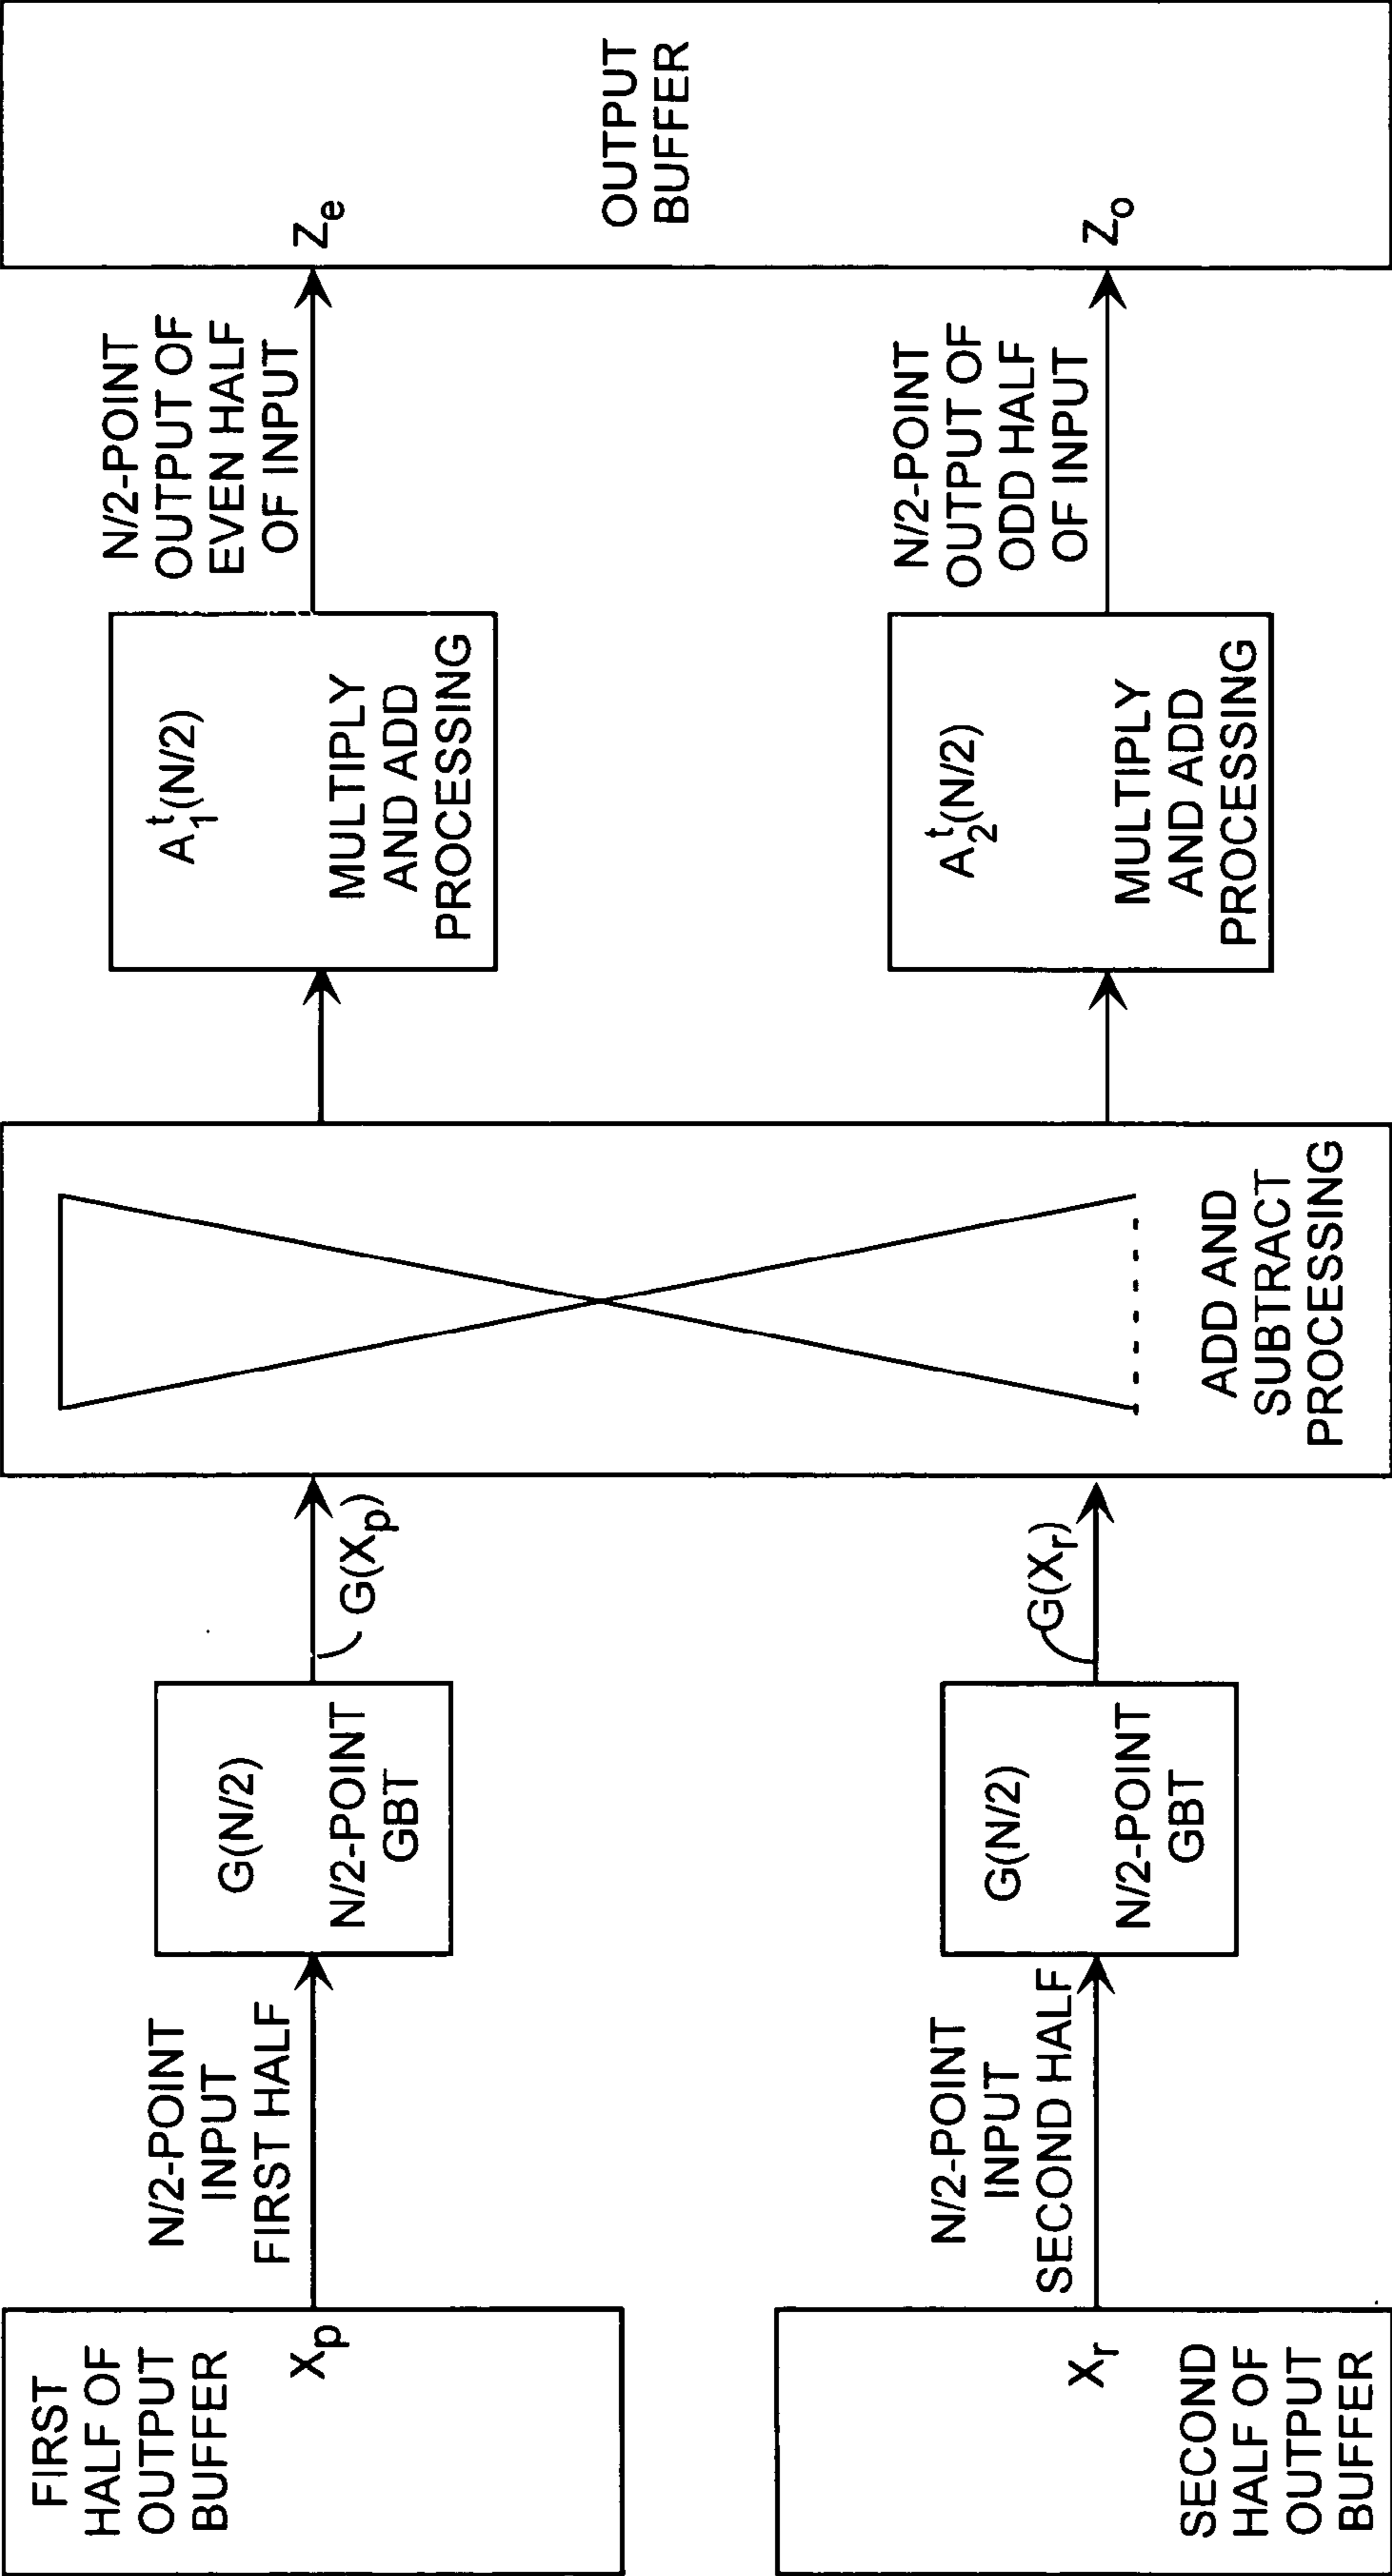 FIRST
HALF OF
OUTPUT
BUFFER
Xp
N/2-POINT
INPUT
FIRST HALF
G(N/2)
N/2-POINT
GBT
G(Xp)
SECOND
HALF OF
OUTPUT
BUFFER
Xr
N/2-POINT
INPUT
SECOND HALF
G(N/2)
N/2-POINT
GBT
G(Xr)
ADD AND
SUBTRACT
PROCESSING
A1t(N/2)
MULTIPLY
AND ADD
PROCESSING
N/2-POINT
OUTPUT OF
EVEN HALF
OF INPUT
Ze
A2t(N/2)
MULTIPLY
AND ADD
PROCESSING
N/2-POINT
OUTPUT OF
ODD HALF
OF INPUT
Zo
OUTPUT
BUFFER